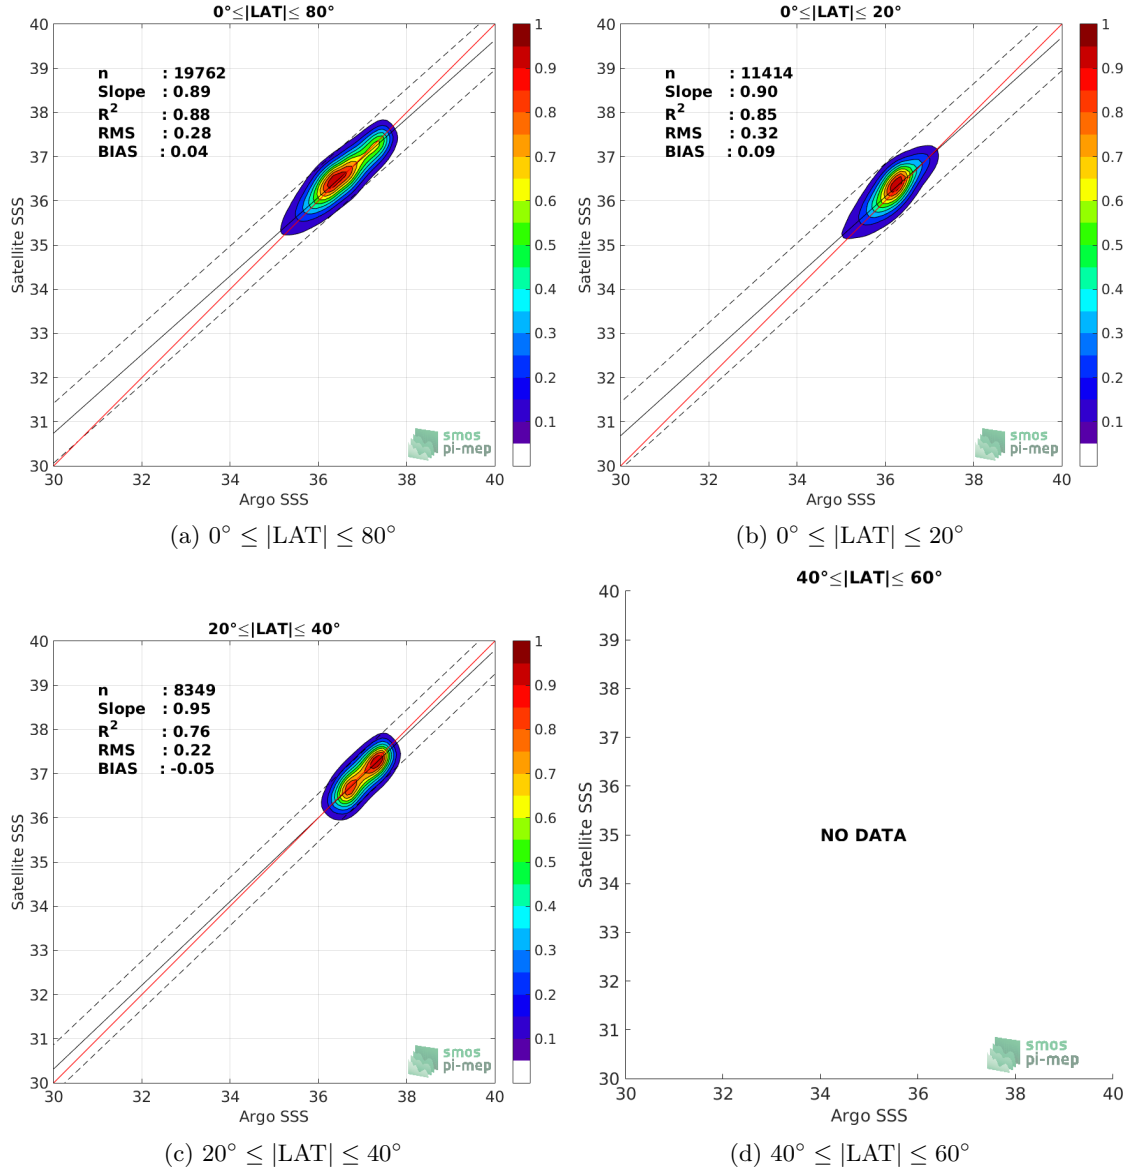 0°≤|LAT|≤ 80°
n : 19762
Slope : 0.89
R2 : 0.88
RMS : 0.28
BIAS : 0.04
40
39
38
37
36
35
34
33
32
31
30
30 32 34 36 38 40
Satellite SSS
Argo SSS
1
0.9
0.8
0.7
0.6
0.5
0.4
0.3
0.2
0.1
smos
pi-mep
(a) 0° ≤ |LAT| ≤ 80°
0°≤|LAT|≤ 20°
n : 11414
Slope : 0.90
R2 : 0.85
RMS : 0.32
BIAS : 0.09
40
39
38
37
36
35
34
33
32
31
30
30 32 34 36 38 40
Satellite SSS
Argo SSS
1
0.9
0.8
0.7
0.6
0.5
0.4
0.3
0.2
0.1
smos
pi-mep
(b) 0° ≤ |LAT| ≤ 20°
20°≤|LAT|≤ 40°
n : 8349
Slope : 0.95
R2 : 0.76
RMS : 0.22
BIAS : -0.05
40
39
38
37
36
35
34
33
32
31
30
30 32 34 36 38 40
Satellite SSS
Argo SSS
1
0.9
0.8
0.7
0.6
0.5
0.4
0.3
0.2
0.1
smos
pi-mep
(c) 20° ≤ |LAT| ≤ 40°
40°≤|LAT|≤ 60°
40
39
38
37
36
35
34
33
32
31
30
NO DATA
30 32 34 36 38 40
Satellite SSS
Argo SSS
smos
pi-mep
(d) 40° ≤ |LAT| ≤ 60°